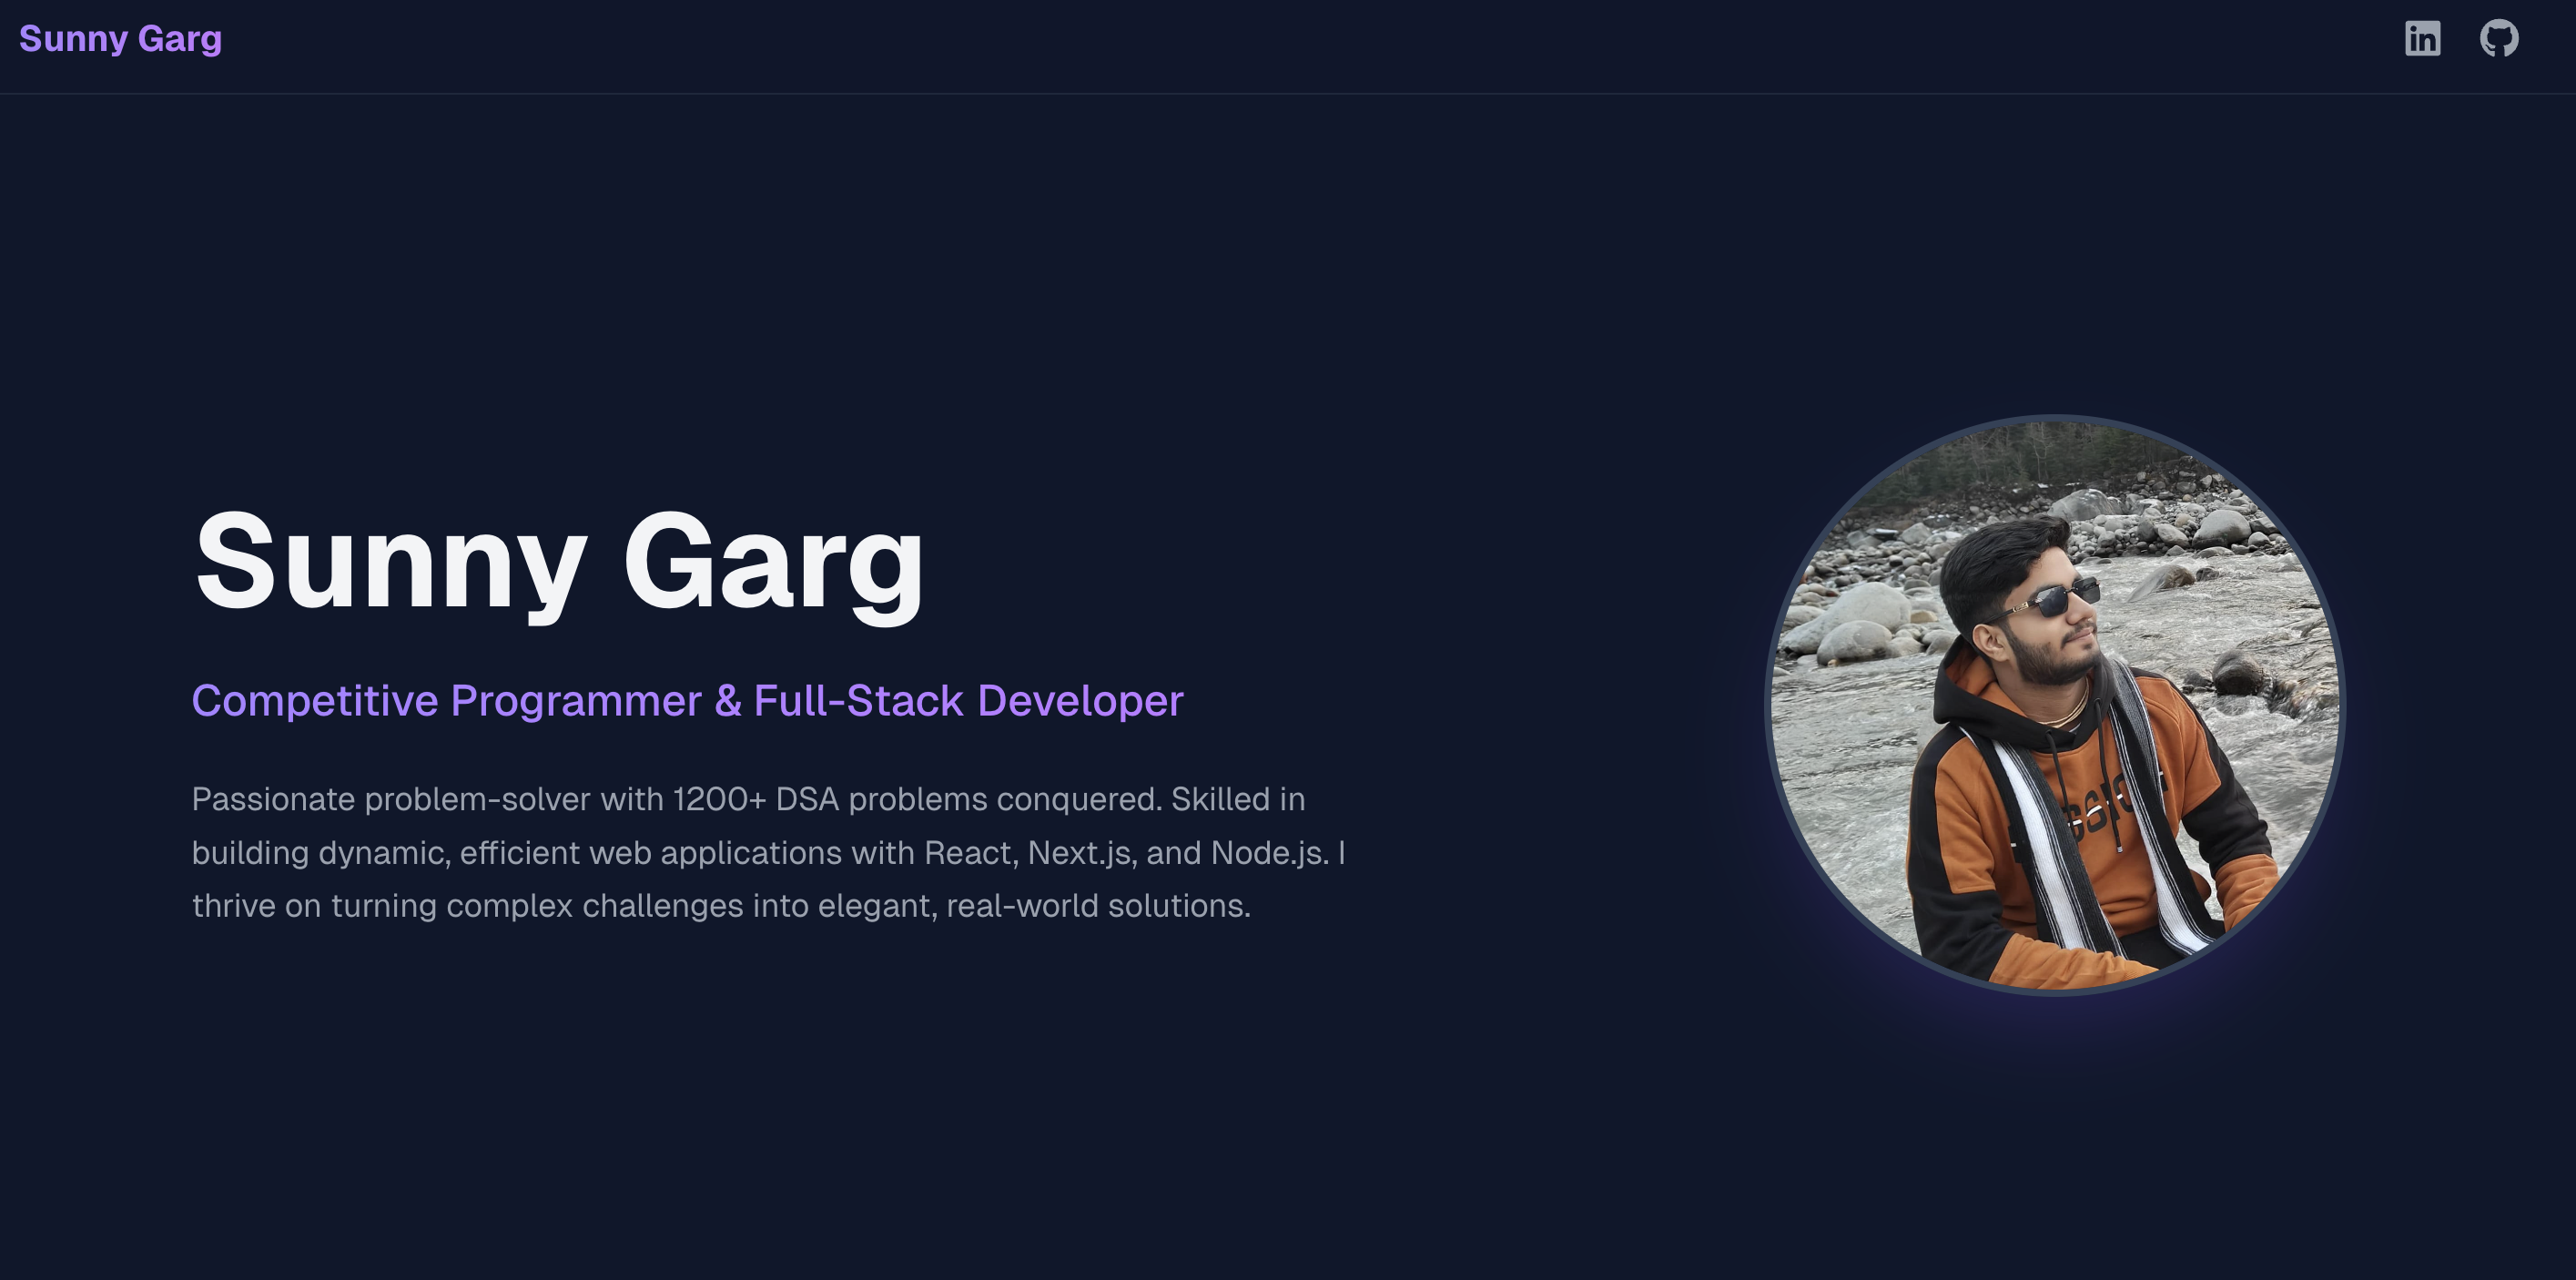 Sunny Garg
in
Sunny Garg
Competitive Programmer & Full-Stack Developer
Passionate problem-solver with 1200+ DSA problems conquered. Skilled in
building dynamic, efficient web applications with React, Next.js, and Node.js. I
thrive on turning complex challenges into elegant, real-world solutions.